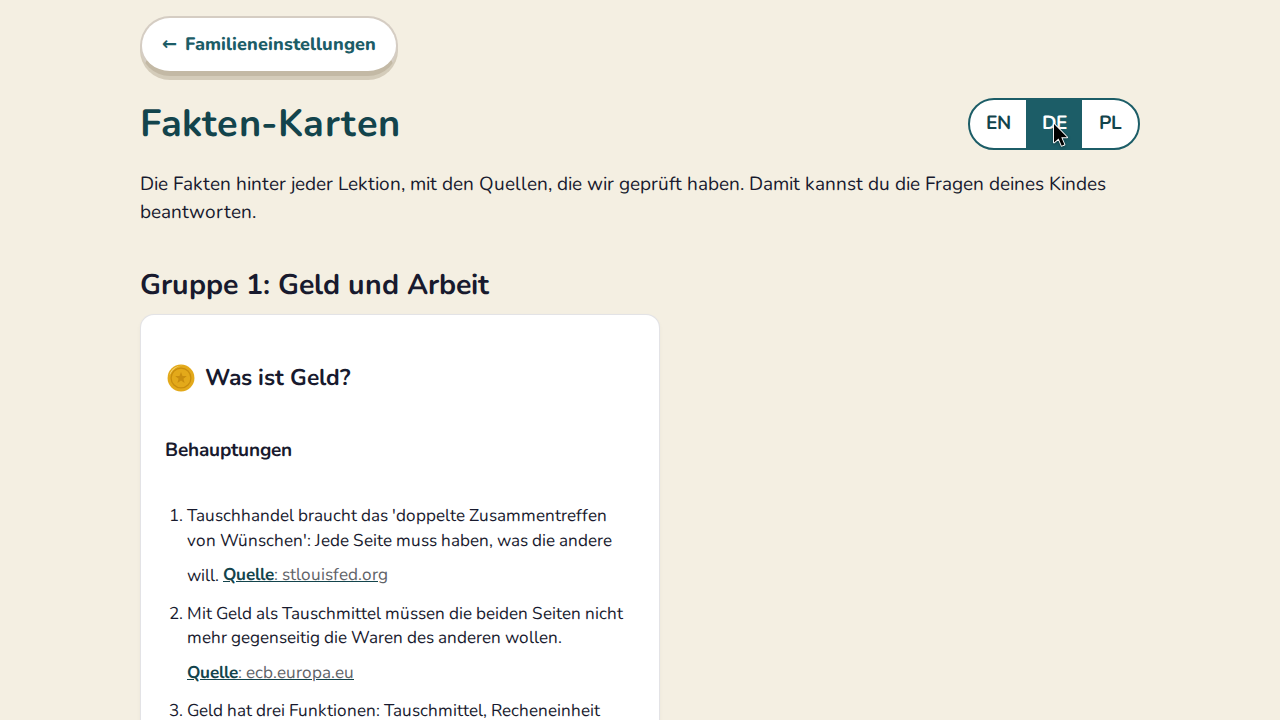 ← Familieneinstellungen
Fakten-Karten
EN DE PL
Die Fakten hinter jeder Lektion, mit den Quellen, die wir geprüft haben. Damit kannst du die Fragen deines Kindes
beantworten.
Gruppe 1: Geld und Arbeit
Was ist Geld?
Behauptungen
1. Tauschhandel braucht das 'doppelte Zusammentreffen
von Wünschen': Jede Seite muss haben, was die andere
will. Quelle: stlouisfed.org
2. Mit Geld als Tauschmittel müssen die beiden Seiten nicht
mehr gegenseitig die Waren des anderen wollen.
Quelle: ecb.europa.eu
3. Geld hat drei Funktionen: Tauschmittel, Recheneinheit